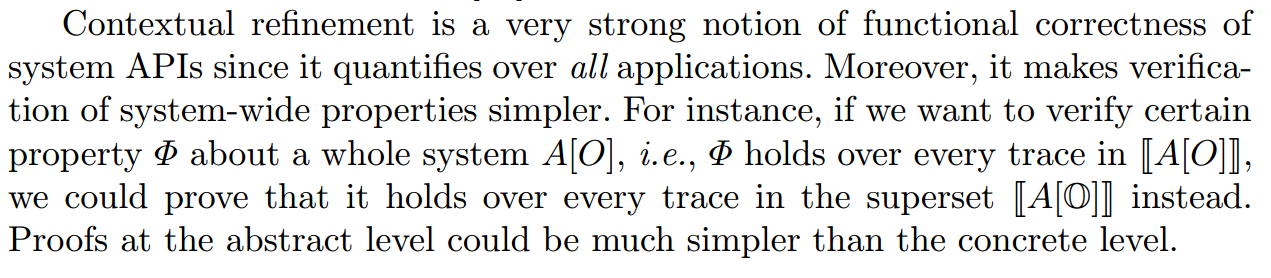 Contextual refinement is a very strong notion of functional correctness of
system APIs since it quantifies over all applications. Moreover, it makes verifica-
tion of system-wide properties simpler. For instance, if we want to verify certain
property Φ about a whole system A[O], i.e., Φ holds over every trace in ⟦A[O]⟧,
we could prove that it holds over every trace in the superset ⟦A[𝕆]⟧ instead.
Proofs at the abstract level could be much simpler than the concrete level.